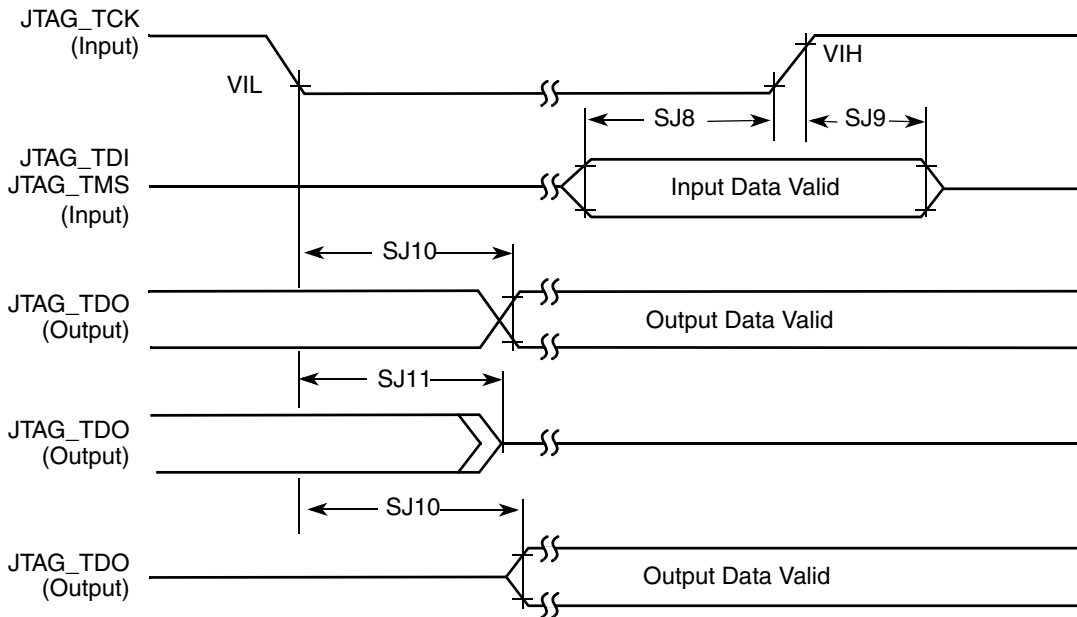 JTAG_TCK
(Input)
VIL
VIH
SJ8
SJ9
JTAG_TDI
JTAG_TMS
(Input)
Input Data Valid
SJ10
JTAG_TDO
(Output)
Output Data Valid
SJ11
JTAG_TDO
(Output)
SJ10
JTAG_TDO
(Output)
Output Data Valid